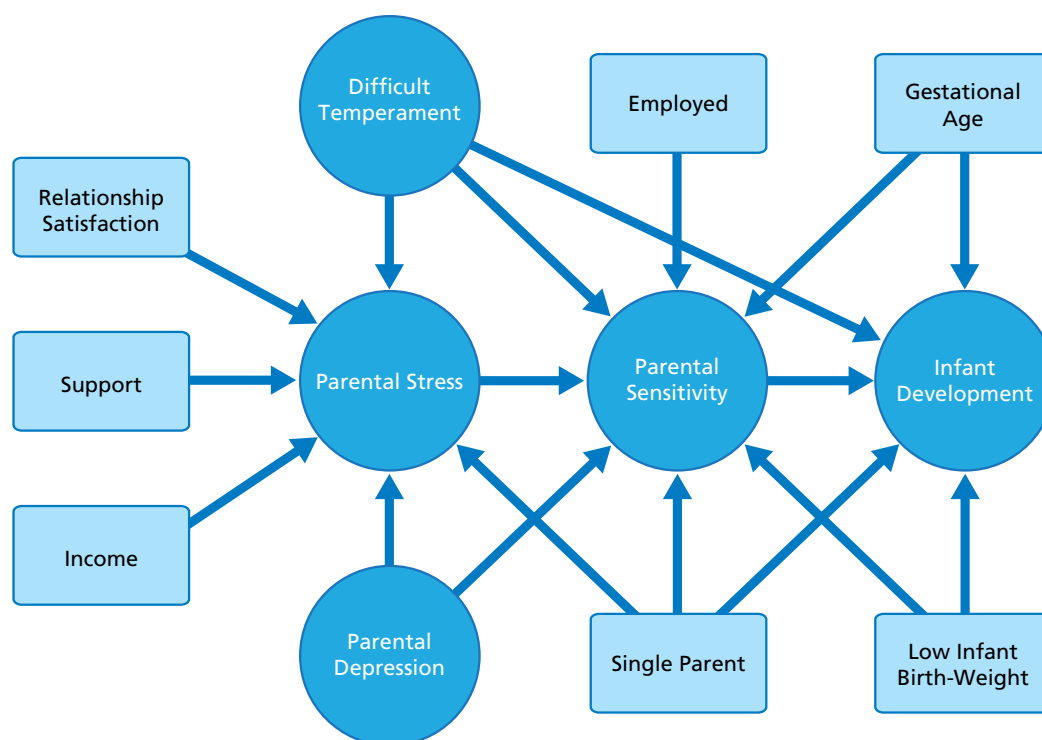 Difficult
Temperament
Employed
Gestational
Age
Relationship
Satisfaction
Support
Parental Stress
Parental
Sensitivity
Infant
Development
Income
Parental
Depression
Single Parent
Low Infant
Birth-Weight